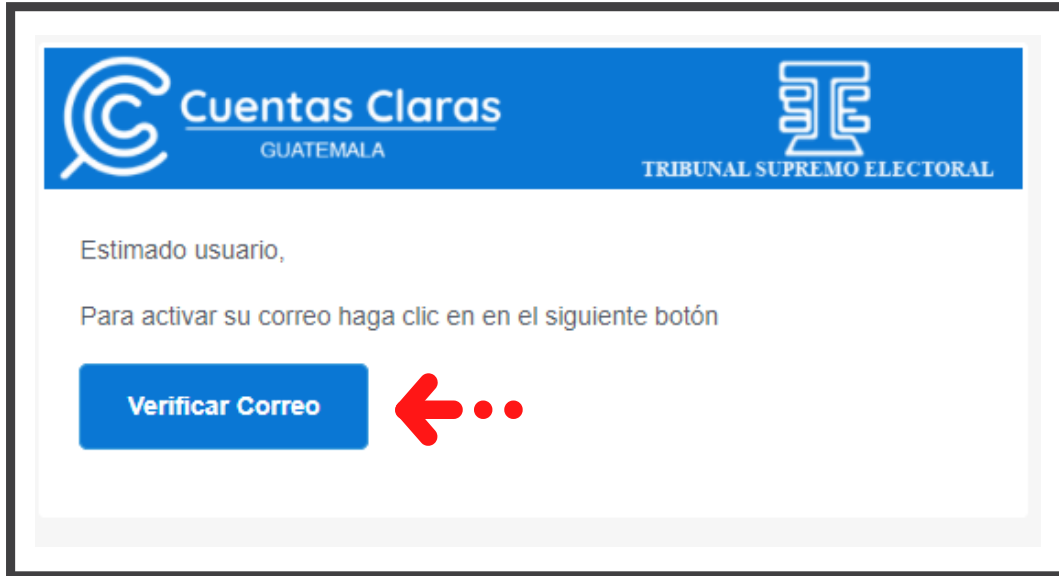 Cuentas Claras
GUATEMALA
TRIBUNAL SUPREMO ELECTORAL
Estimado usuario,
Para activar su correo haga clic en en el siguiente botón
Verificar Correo